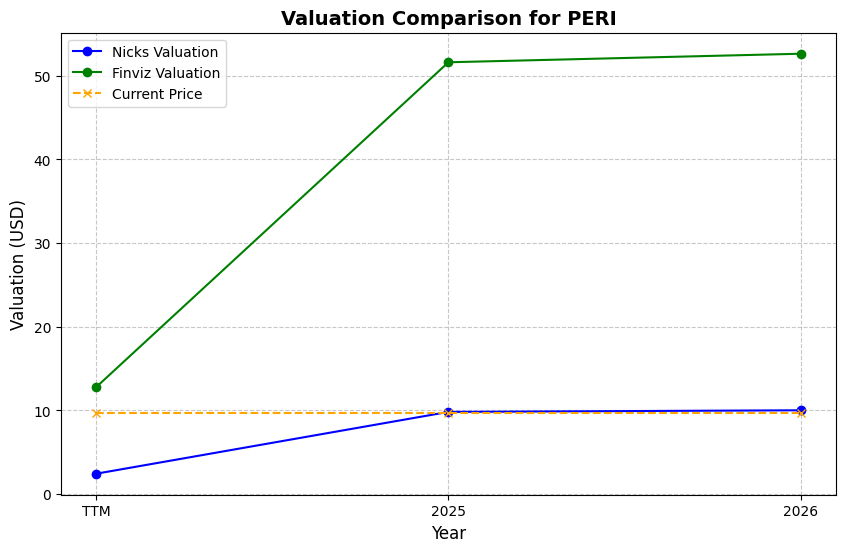 Valuation Comparison for PERI
Nicks Valuation
Finviz Valuation
Current Price
Valuation (USD)
50
40
30
20
10
0
TTM 2025 2026
Year